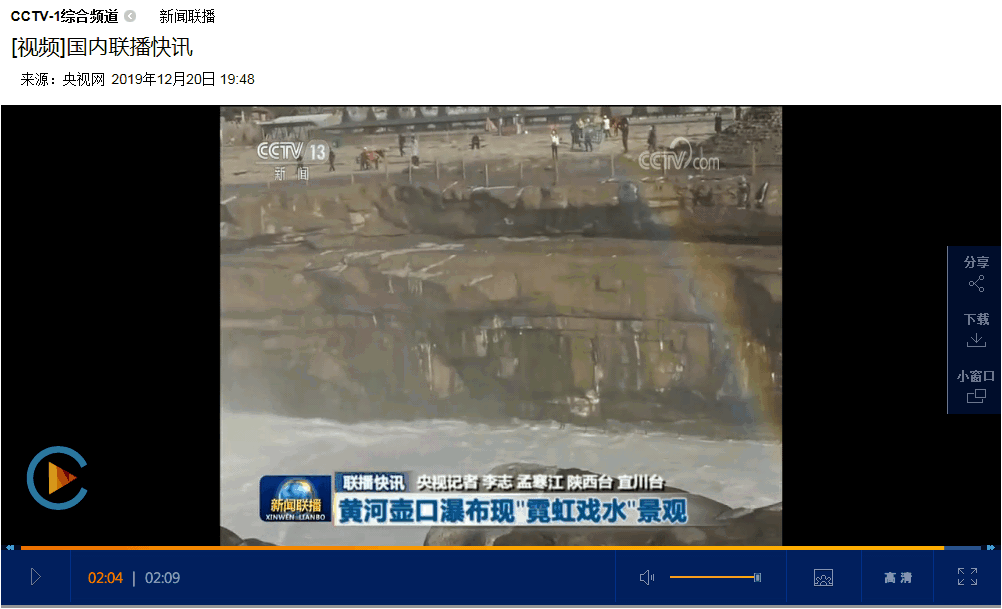 CCTV-1综合频道 新闻联播
[视频]国内联播快讯
来源：央视网 2019年12月20日 19:48
CCTV 13
新闻
CCTV.com
分享
下载
小窗口
联播快讯 央视记者 李志 孟寒江 陕西台 宜川台
新闻联播
XINWEN LIANBO
黄河壶口瀑布现"霓虹戏水"景观
02:04 | 02:09
高清